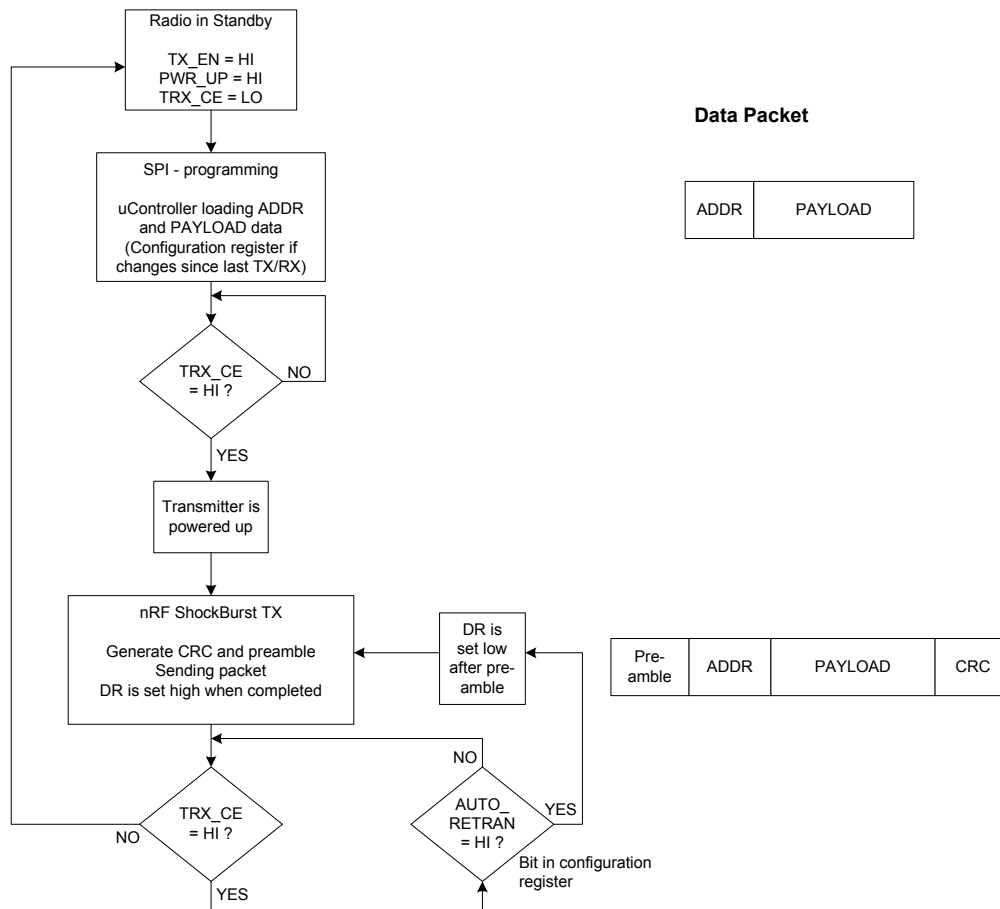 Radio in Standby
TX_EN = HI
PWR_UP = HI
TRX_CE = LO
Data Packet
SPI - programming
uController loading ADDR
and PAYLOAD data
(Configuration register if
changes since last TX/RX)
ADDR
PAYLOAD
TRX_CE
= HI ?
NO
YES
Transmitter is
powered up
nRF ShockBurst TX
Generate CRC and preamble
Sending packet
DR is set high when completed
DR is
set low
after pre-
amble
Pre-
amble
ADDR
PAYLOAD
CRC
NO
TRX_CE
= HI ?
NO
YES
AUTO_
RETRAN
= HI ?
YES
Bit in configuration
register